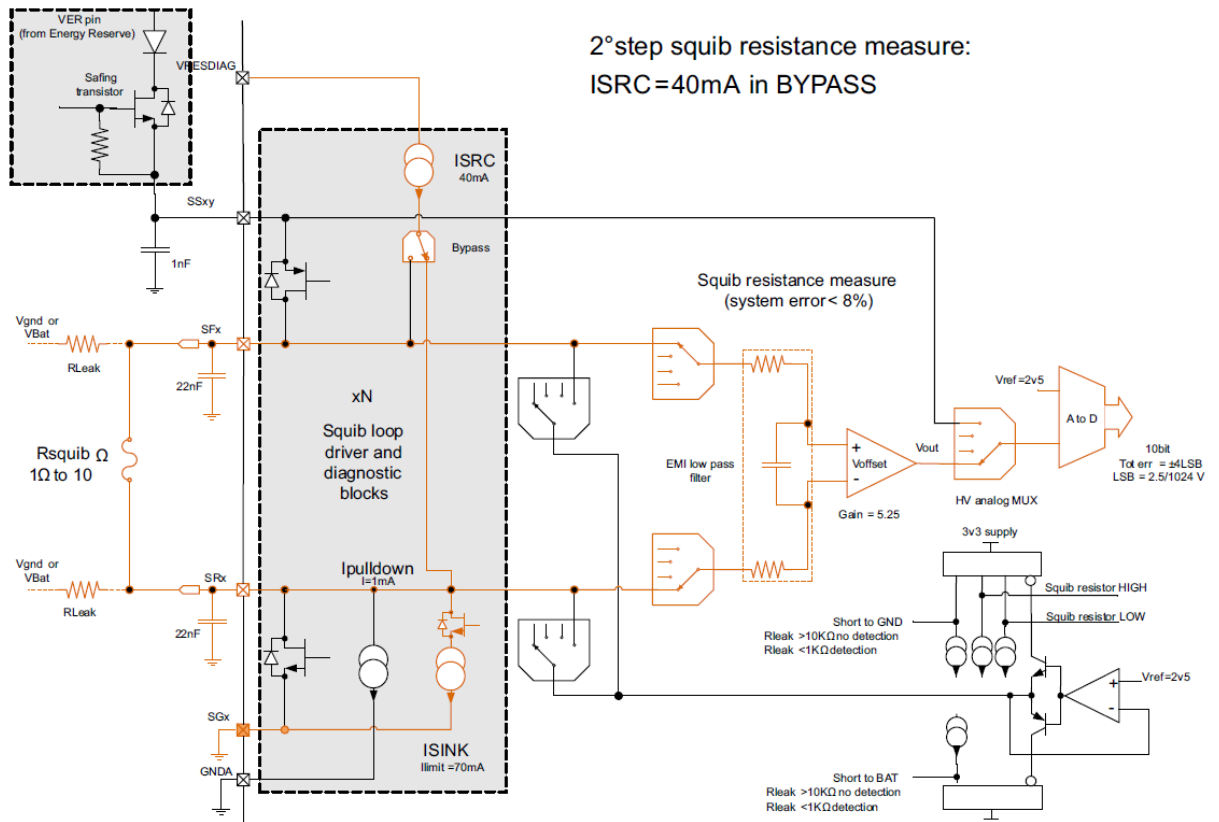 VER pin
(from Energy Reserve)
Safing
transistor
VRESDIAG
2°step squib resistance measure:
ISRC=40mA in BYPASS
ISRC
40mA
SSxy
1nF
Bypass
Squib resistance measure
(system error< 8%)
Vgnd or
VBat
RLeak
SFx
22nF
xN
Squib loop
driver and
diagnostic
blocks
Rsquib Ω
1Ω to 10
EMI low pass
filter
+
Voffset
-
Gain = 5.25
Vout
HV analog MUX
Vref=2v5
A to D
10bit
Tot err = ±4LSB
LSB = 2.5/1024 V
Vgnd or
VBat
RLeak
SRx
22nF
Ipulldown
I=1mA
SGx
GNDA
ISINK
Ilimit =70mA
3v3 supply
Squib resistor HIGH
Squib resistor LOW
Short to GND
Rleak >10KΩ no detection
Rleak <1KΩ detection
Vref=2v5
+
-
Short to BAT
Rleak >10KΩ no detection
Rleak <1KΩ detection